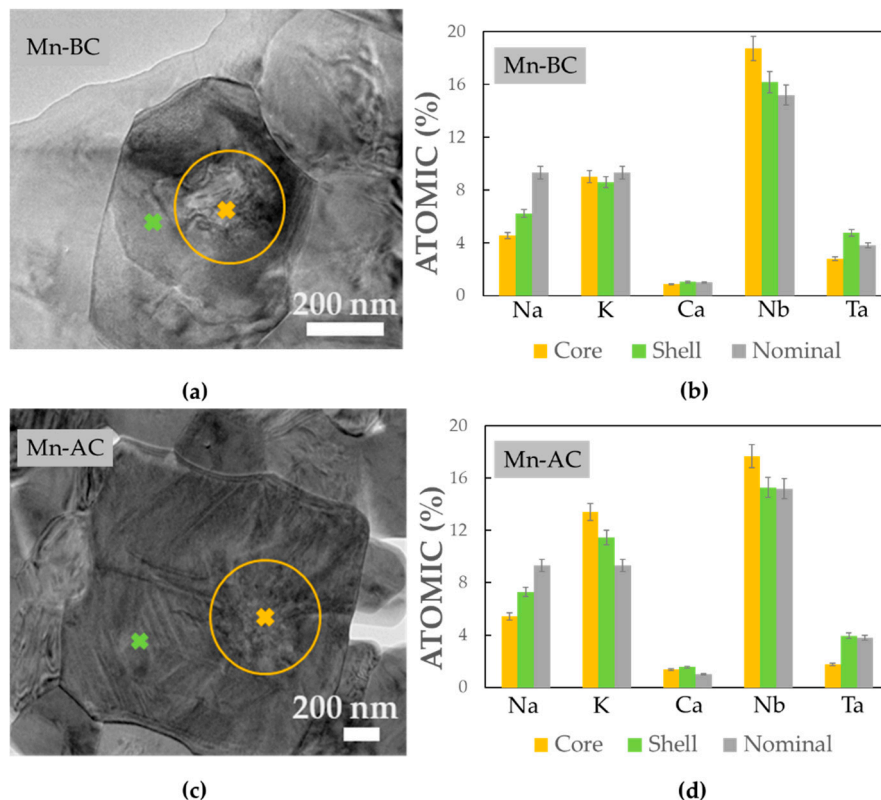 Mn-BC
200 nm
(a)
ATOMIC (%)
20
16
12
8
4
0
Mn-BC
Na K Ca Nb Ta
Core Shell Nominal
(b)
Mn-AC
200 nm
(c)
ATOMIC (%)
20
16
12
8
4
0
Mn-AC
Na K Ca Nb Ta
Core Shell Nominal
(d)